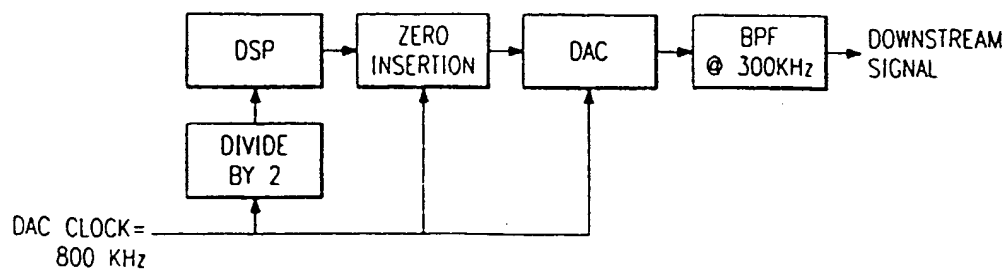 DSP
ZERO
INSERTION
DAC
BPF
@ 300KHz
DOWNSTREAM
SIGNAL
DIVIDE
BY 2
DAC CLOCK=
800 KHz